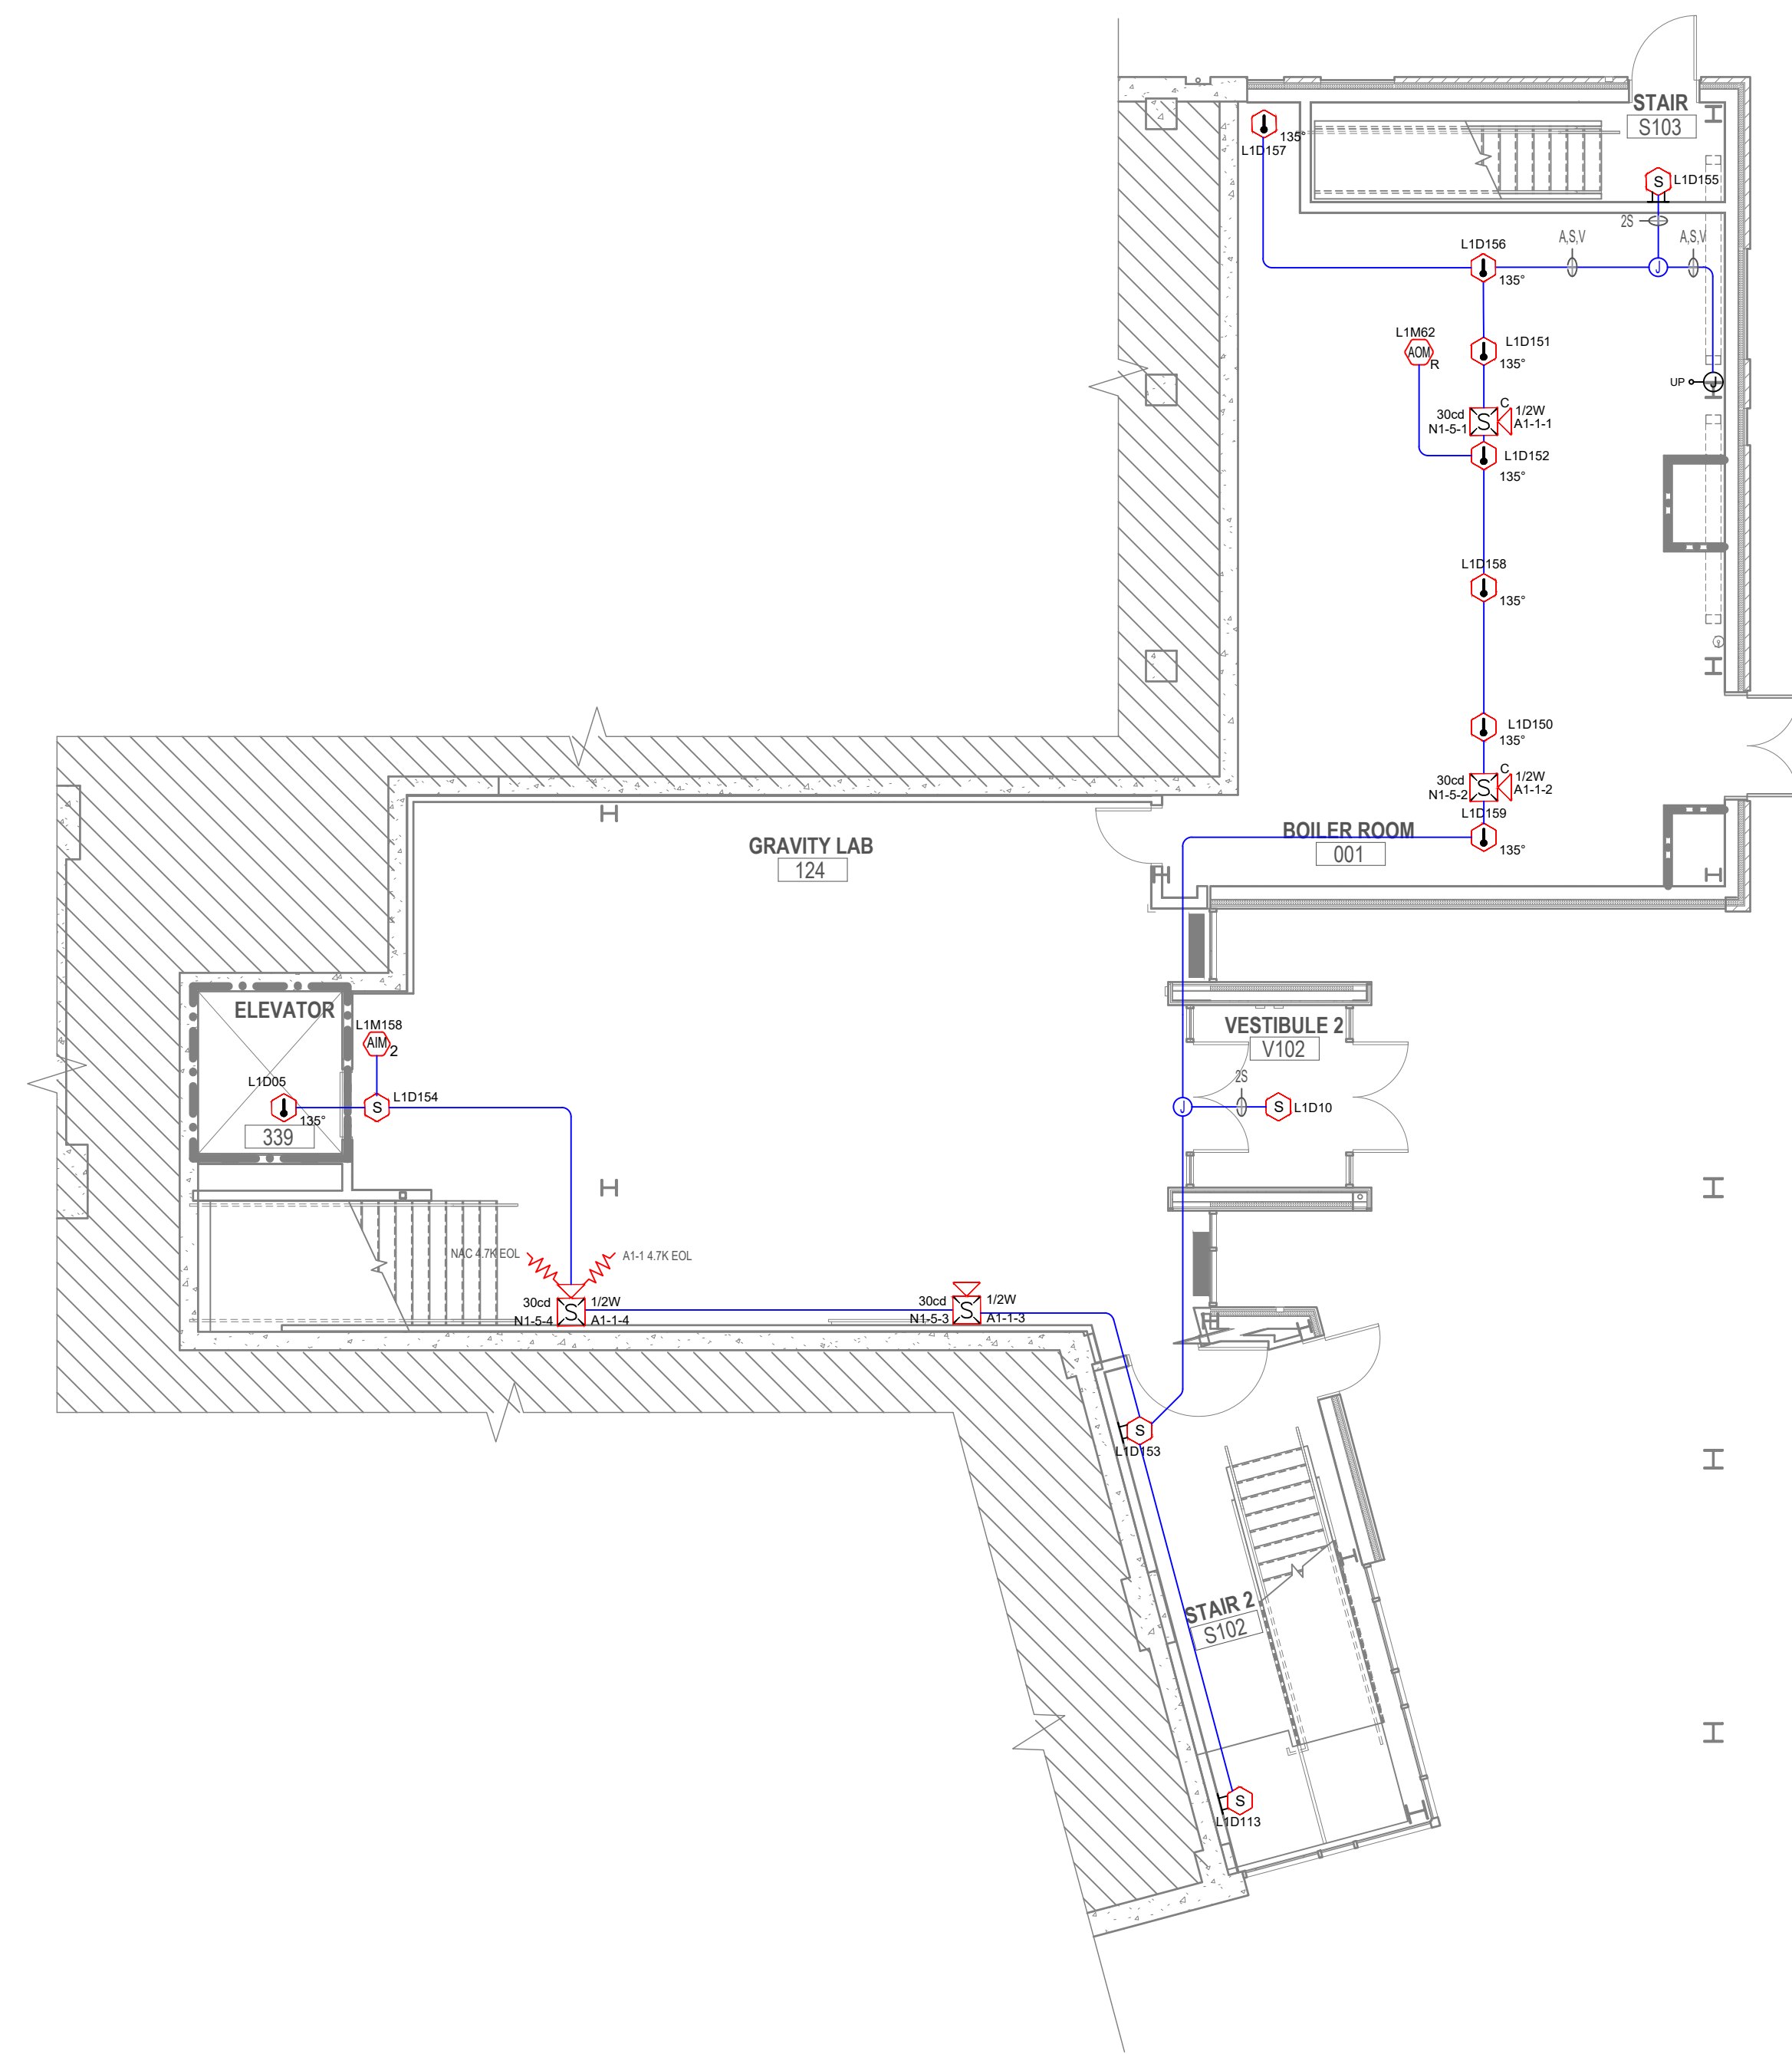 STAIR
S103
135°
L1D157
S
L1D155
2S
A,S,V
A,S,V
L1D156
J
135°
L1M62
AOM
R
L1D151
135°
UP
J
C
30cd
1/2W
S
N1-5-1
A1-1-1
L1D152
135°
L1D158
135°
L1D150
135°
C
30cd
1/2W
S
N1-5-2
A1-1-2
L1D159
135°
BOILER ROOM
001
GRAVITY LAB
124
ELEVATOR
L1M158
AIM
2
L1D05
135°
S
L1D154
339
VESTIBULE 2
V102
2S
J
S
L1D10
NAC 4.7K EOL
A1-1 4.7K EOL
30cd
1/2W
S
N1-5-4
A1-1-4
30cd
1/2W
S
N1-5-3
A1-1-3
S
L1D153
STAIR 2
S102
S
L1D113